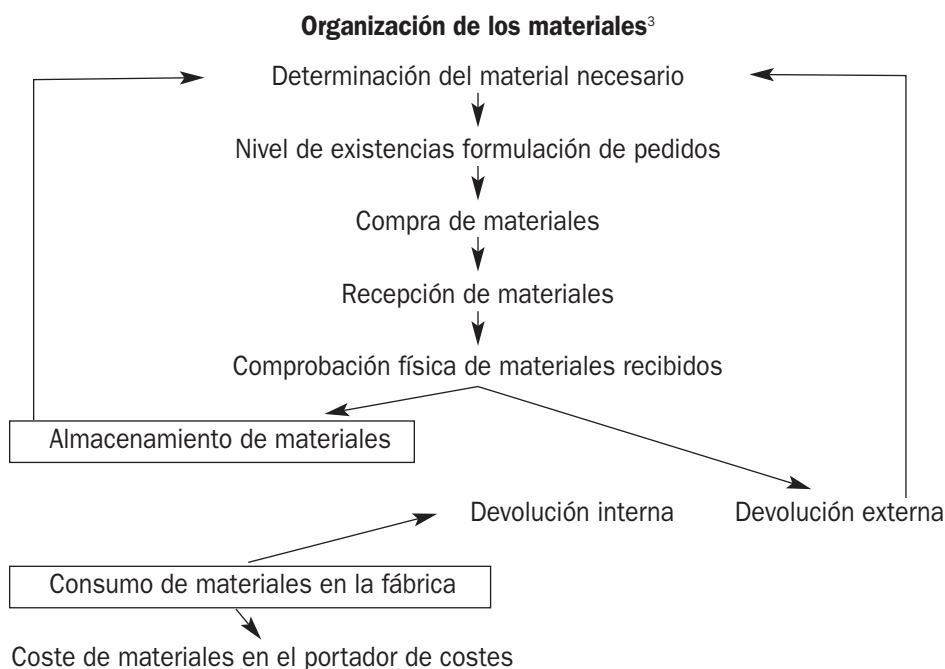 Organización de los materiales³
Determinación del material necesario
Nivel de existencias formulación de pedidos
Compra de materiales
Recepción de materiales
Comprobación física de materiales recibidos
Almacenamiento de materiales
Devolución interna
Devolución externa
Consumo de materiales en la fábrica
Coste de materiales en el portador de costes